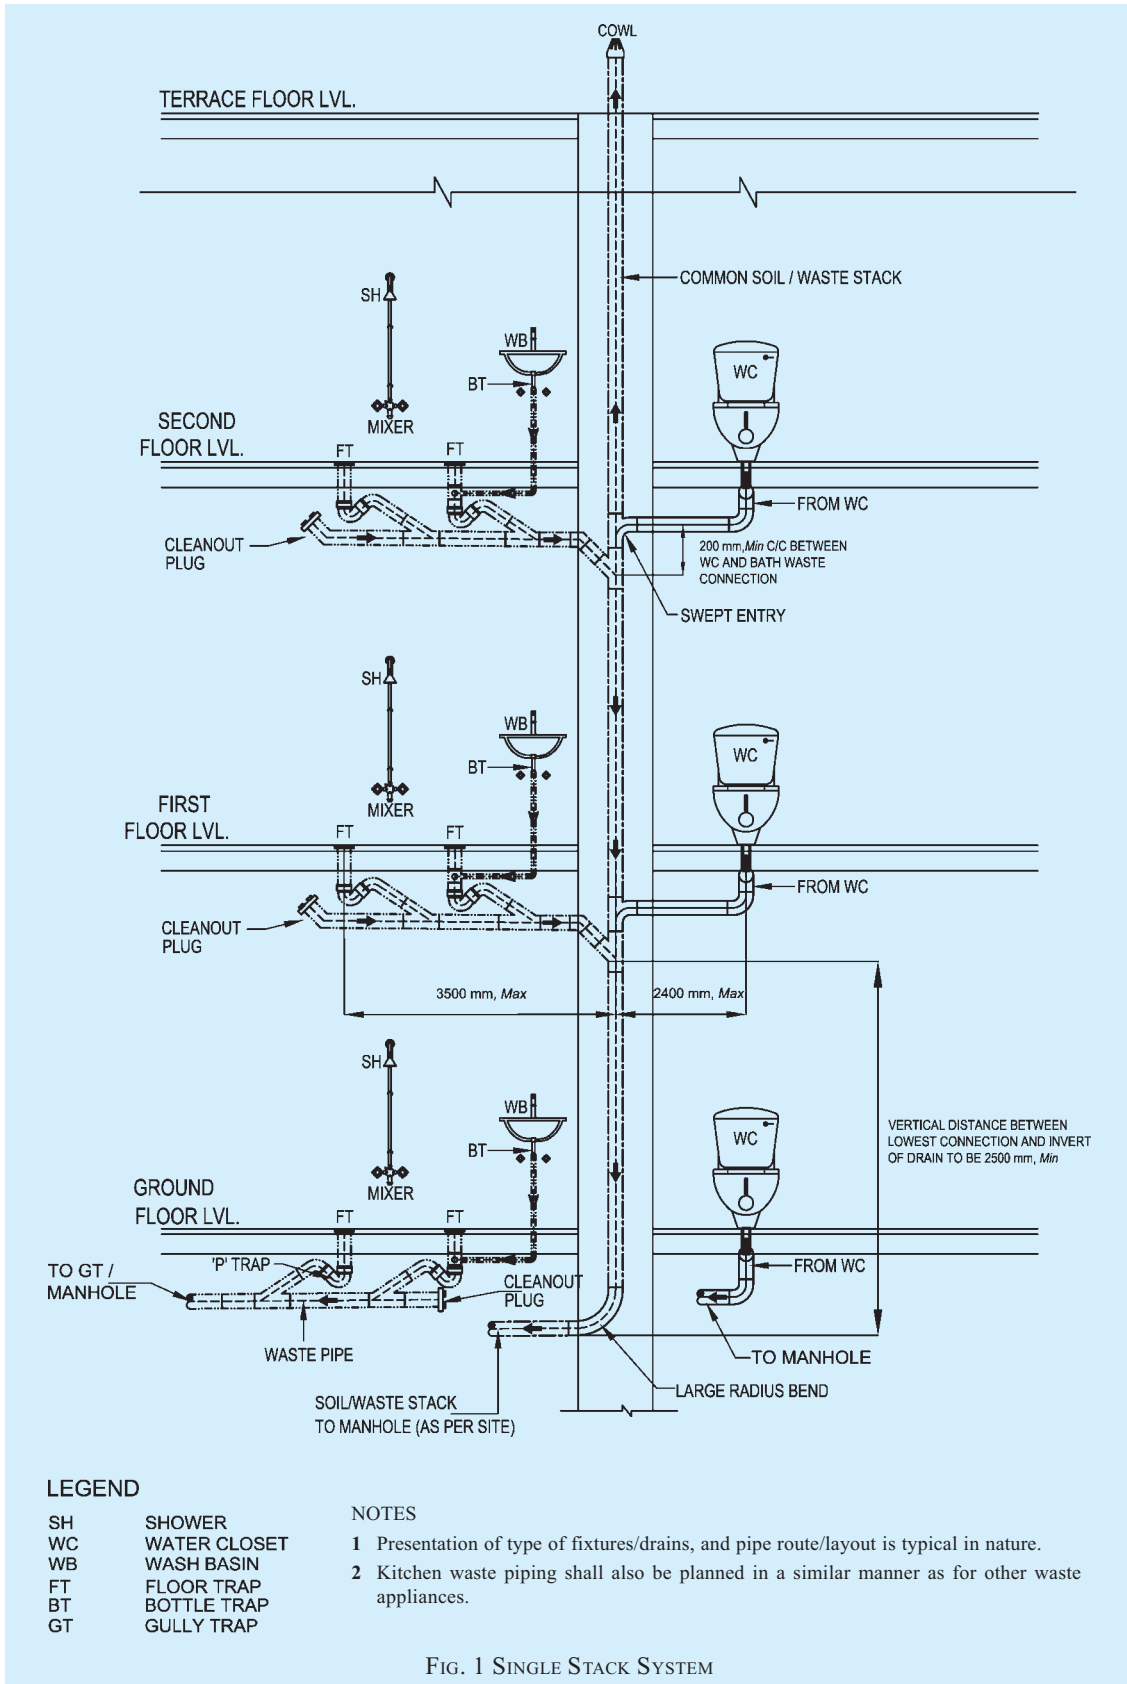 COWL
TERRACE FLOOR LVL.
COMMON SOIL / WASTE STACK
SH
WB
WC
BT
MIXER
SECOND
FLOOR LVL.
FT
FT
FROM WC
CLEANOUT
PLUG
200 mm,Min C/C BETWEEN
WC AND BATH WASTE
CONNECTION
SWEPT ENTRY
SH
WB
WC
BT
MIXER
FIRST
FLOOR LVL.
FT
FT
FROM WC
CLEANOUT
PLUG
3500 mm, Max
2400 mm, Max
SH
WB
WC
BT
MIXER
VERTICAL DISTANCE BETWEEN
LOWEST CONNECTION AND INVERT
OF DRAIN TO BE 2500 mm, Min
GROUND
FLOOR LVL.
FT
FT
'P' TRAP
FROM WC
TO GT /
MANHOLE
CLEANOUT
PLUG
WASTE PIPE
TO MANHOLE
LARGE RADIUS BEND
SOIL/WASTE STACK
TO MANHOLE (AS PER SITE)
LEGEND
SH SHOWER
WC WATER CLOSET
WB WASH BASIN
FT FLOOR TRAP
BT BOTTLE TRAP
GT GULLY TRAP
NOTES
1 Presentation of type of fixtures/drains, and pipe route/layout is typical in nature.
2 Kitchen waste piping shall also be planned in a similar manner as for other waste
appliances.
FIG. 1 SINGLE STACK SYSTEM